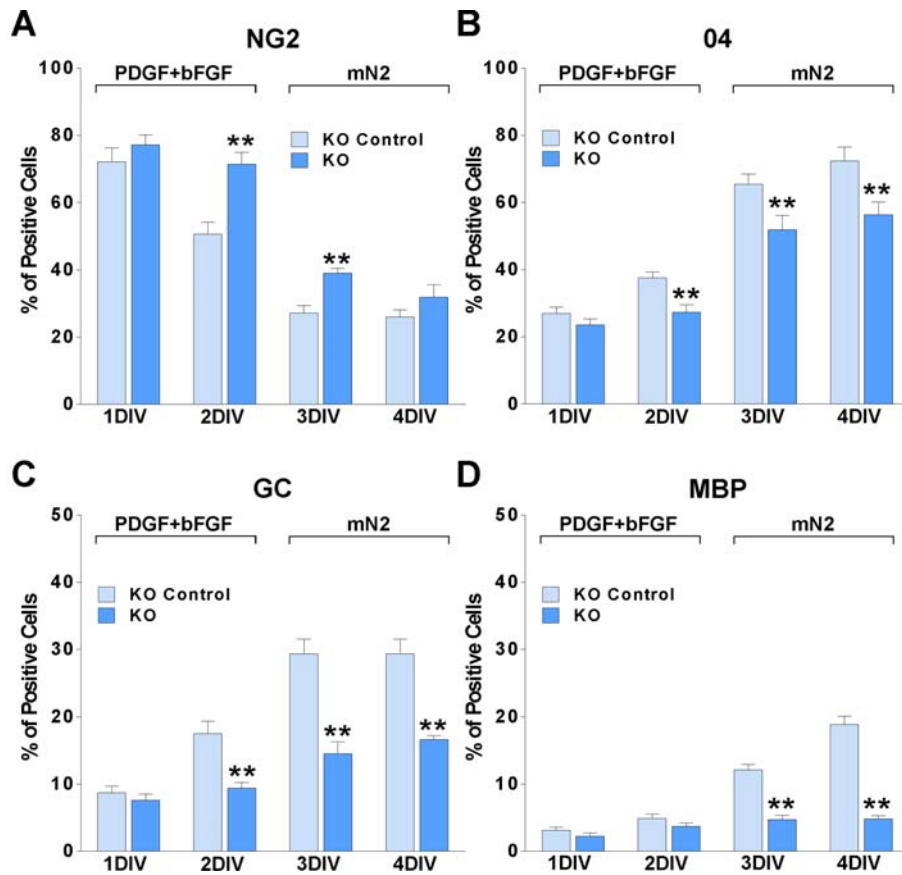 A
NG2
PDGF+bFGF
mN2
KO Control
KO
% of Positive Cells
100
80
60
40
20
0
**
**
1DIV 2DIV 3DIV 4DIV
B
04
PDGF+bFGF
mN2
KO Control
KO
% of Positive Cells
100
80
60
40
20
0
**
**
**
1DIV 2DIV 3DIV 4DIV
C
GC
PDGF+bFGF
mN2
KO Control
KO
% of Positive Cells
50
40
30
20
10
0
**
**
**
1DIV 2DIV 3DIV 4DIV
D
MBP
PDGF+bFGF
mN2
KO Control
KO
% of Positive Cells
50
40
30
20
10
0
**
**
1DIV 2DIV 3DIV 4DIV